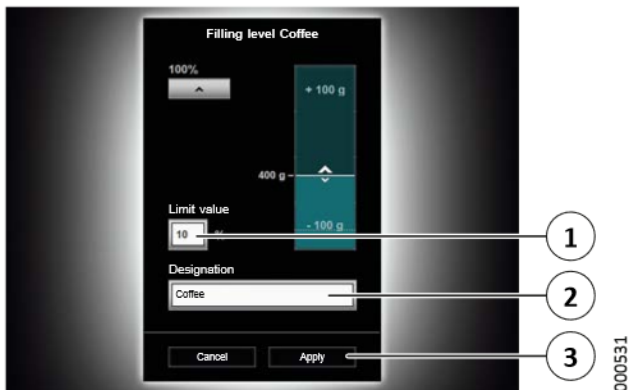 Filling level Coffee
100%
+ 100 g
400 g
- 100 g
Limit value
10 %
Designation
Coffee
Cancel
Apply
1
2
3
000531